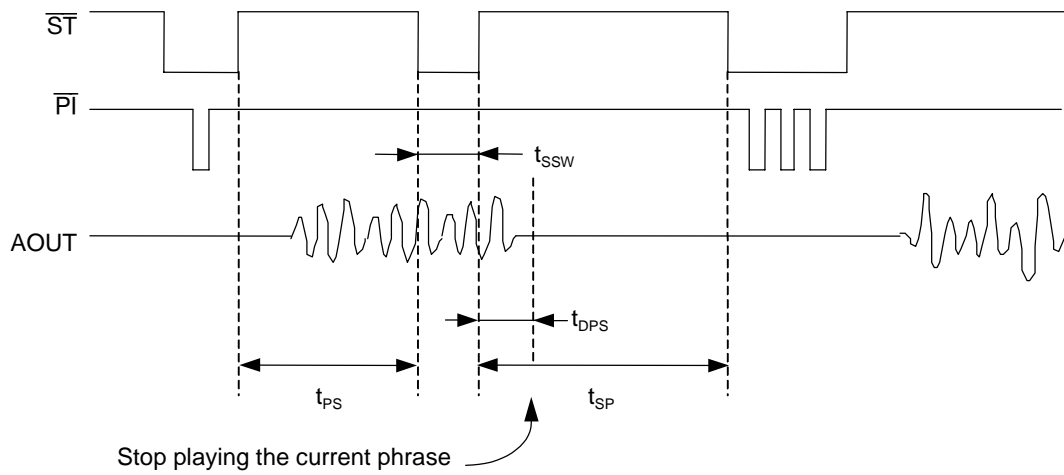 ST
PI
tSSW
AOUT
tDPS
tPS
tSP
Stop playing the current phrase